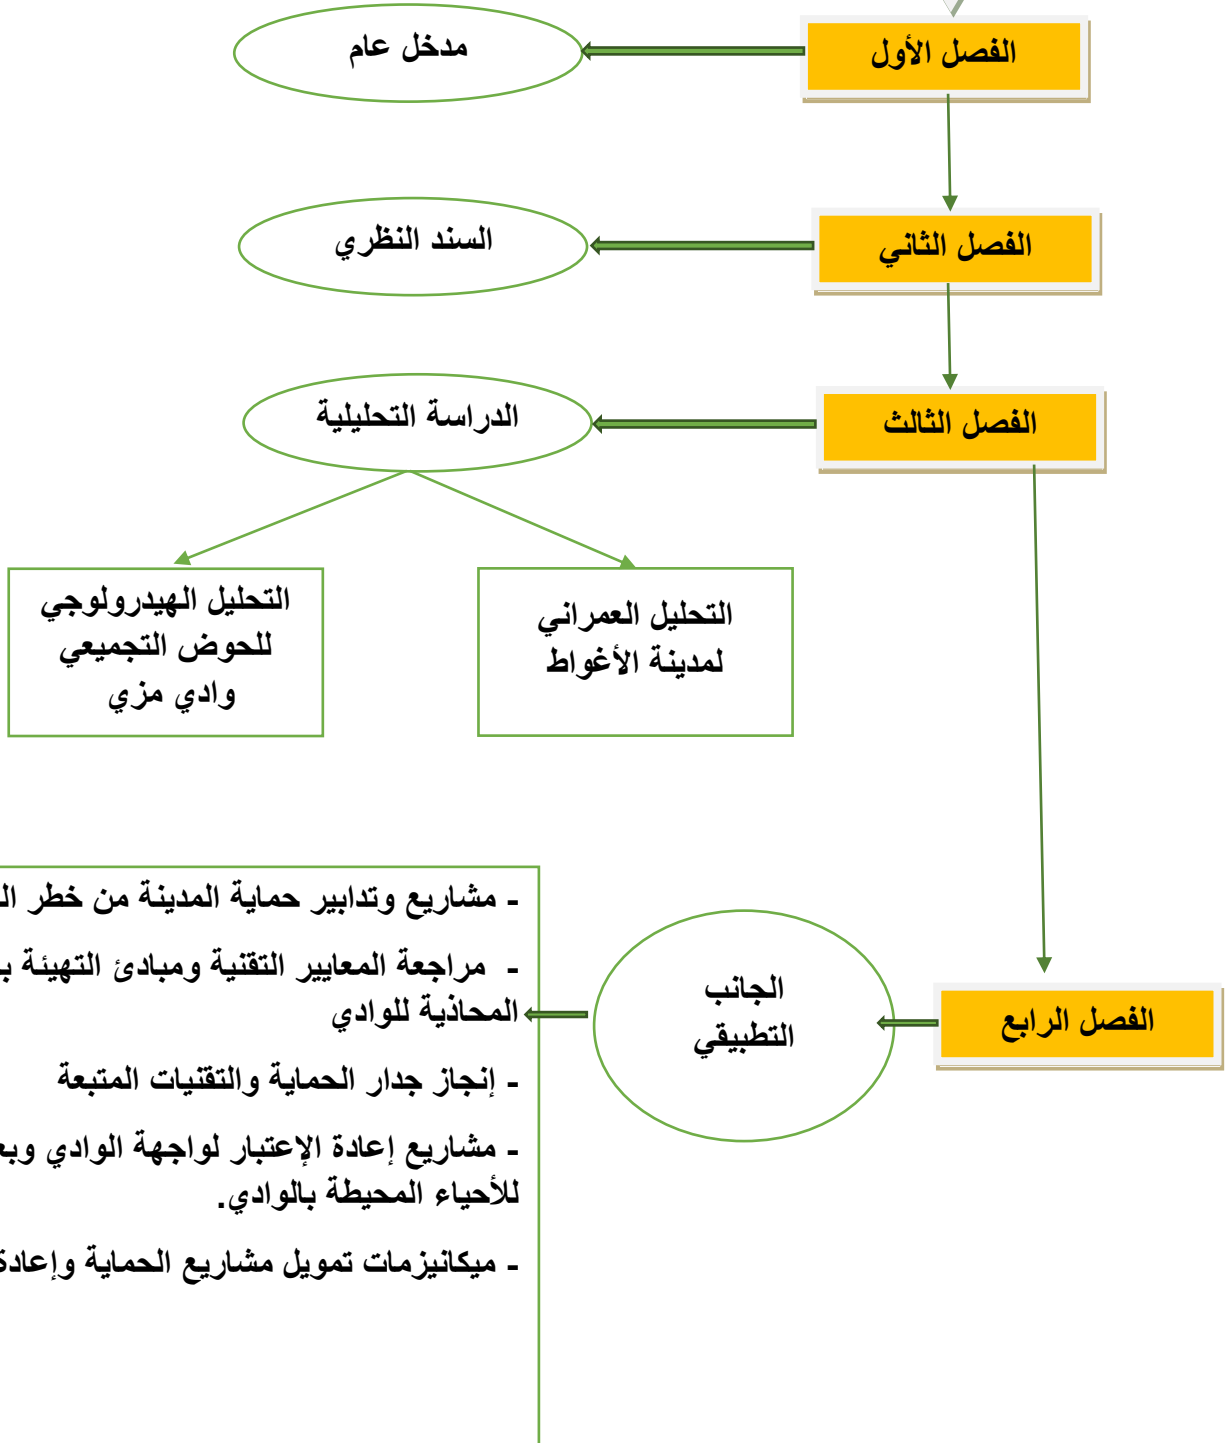 الفصل الأول
مدخل عام
الفصل الثاني
السند النظري
الفصل الثالث
الدراسة التحليلية
التحليل العمراني
لمدينة الأغواط
التحليل الهيدرولوجي
للحوض التجميعي
وادي مزي
الفصل الرابع
الجانب
التطبيقي
- مشاريع وتدابير حماية المدينة من خطر
- مراجعة المعايير التقنية ومبادئ التهيئة
المحاذية للوادي
- إنجاز جدار الحماية والتقنيات المتبعة
- مشاريع إعادة الإعتبار لواجهة الوادي
للأحياء المحيطة بالوادي.
- ميكانيزمات تمويل مشاريع الحماية وإعادة